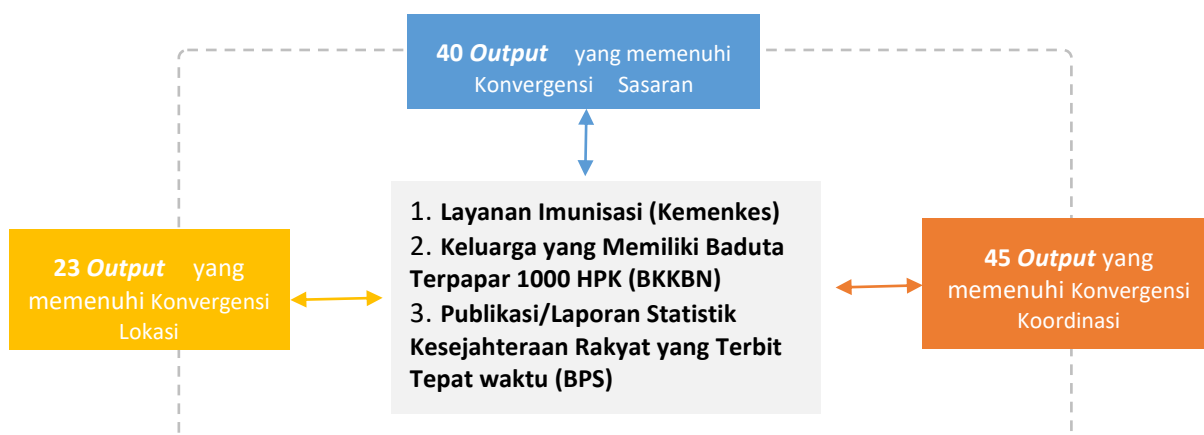 40 Output yang memenuhi
Konvergensi Sasaran
1. Layanan Imunisasi (Kemenkes)
2. Keluarga yang Memiliki Baduta
Terpapar 1000 HPK (BKKBN)
3. Publikasi/Laporan Statistik
Kesejahteraan Rakyat yang Terbit
Tepat waktu (BPS)
23 Output yang
memenuhi Konvergensi
Lokasi
45 Output yang
memenuhi Konvergensi
Koordinasi